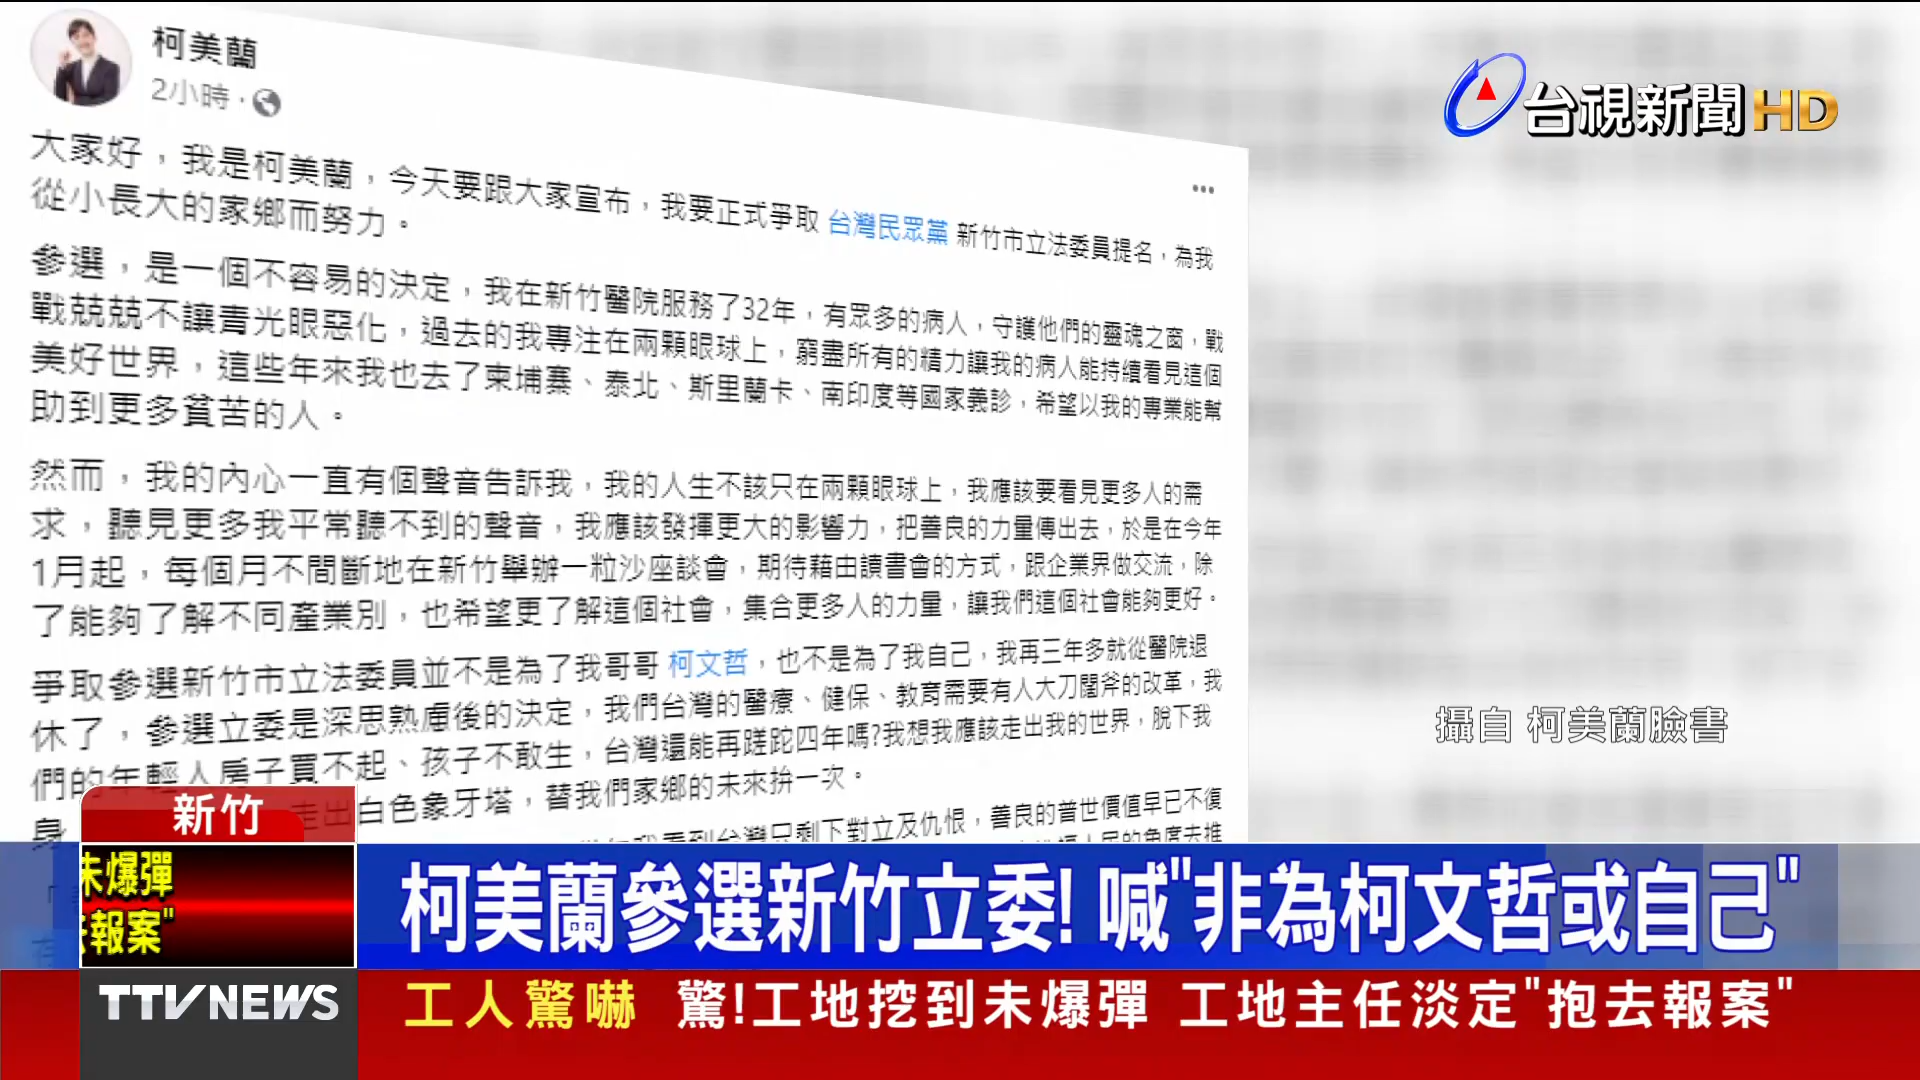 柯美蘭
2小時
台視新聞HD
大家好，我是柯美蘭，今天要跟大家宣布，我要正式爭取 台灣民眾黨 新竹市立法委員提名，為我
從小長大的家鄉而努力。
參選，是一個不容易的決定，我在新竹醫院服務了32年，有眾多的病人，守護他們的靈魂之窗，戰
戰兢兢不讓青光眼惡化，過去的我專注在兩顆眼球上，窮盡所有的精力讓我的病人能持續看見這個
美好世界，這些年來我也去了柬埔寨、泰北、斯里蘭卡、南印度等國家義診，希望以我的專業能幫
助到更多貧苦的人。
然而，我的內心一直有個聲音告訴我，我的人生不該只在兩顆眼球上，我應該要看見更多人的需
求，聽見更多我平常聽不到的聲音，我應該發揮更大的影響力，把善良的力量傳出去，於是在今年
1月起，每個月不間斷地在新竹舉辦一粒沙座談會，期待藉由讀書會的方式，跟企業界做交流，除
了能夠了解不同產業別，也希望更了解這個社會，集合更多人的力量，讓我們這個社會能夠更好。
爭取參選新竹市立法委員並不是為了我哥哥 柯文哲，也不是為了我自己，我再三年多就從醫院退
休了，參選立委是深思熟慮後的決定，我們台灣的醫療、健保、教育需要有人大刀闊斧的改革，我
們的年輕人房子買不起、孩子不敢生，台灣還能再蹉跎四年嗎?我想我應該走出我的世界，脫下我
身 走出白色象牙塔，替我們家鄉的未來拚一次。
看到台灣只剩下對立及仇恨，善良的普世價值早已不復
攝自 柯美蘭臉書
新竹
未爆彈
去報案"
柯美蘭參選新竹立委! 喊"非為柯文哲或自己"
TTV NEWS
工人驚嚇 驚!工地挖到未爆彈 工地主任淡定"抱去報案"